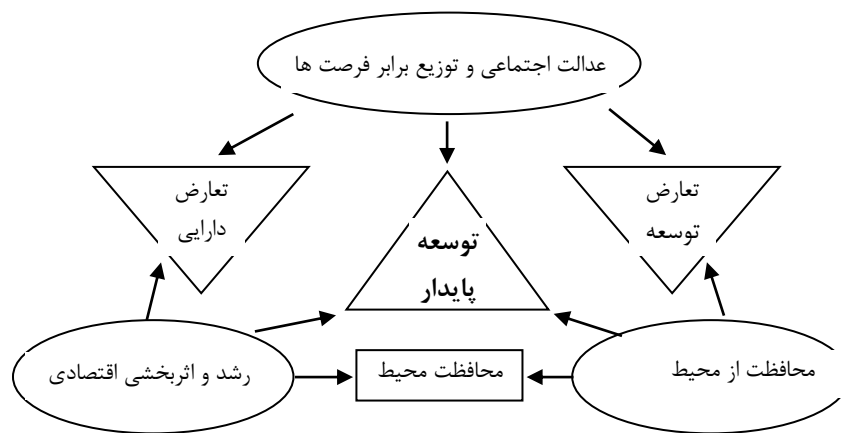 عدالت اجتماعی و توزیع برابر فرصت ها
تعارض
توسعه
تعارض
دارایی
توسعه
پایدار
محافظت از محیط
محافظت محیط
رشد و اثربخشی اقتصادی